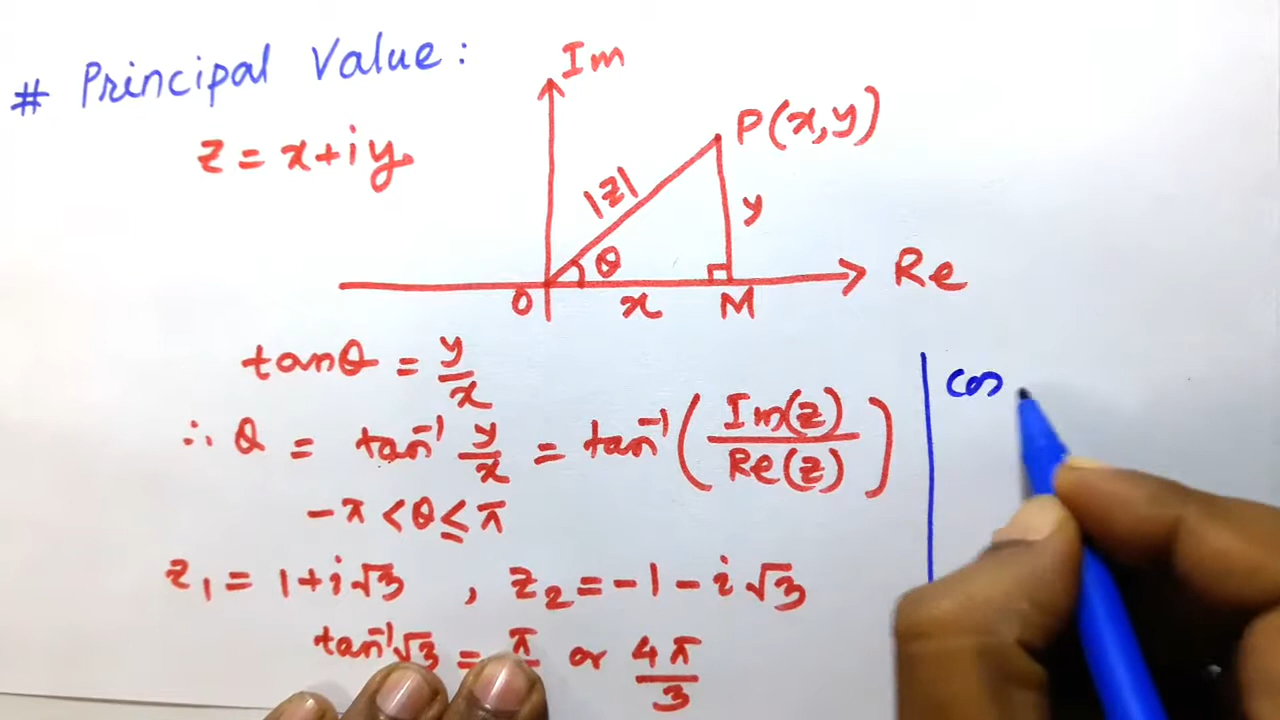 # Principal Value:
Im
z = x+iy
P(x,y)
|z|
y
θ
Re
O x M
tanθ = y/x
∴ θ = tan⁻¹ y/x = tan⁻¹ (Im(z)/Re(z))
-π < θ ≤ π
z₁ = 1+i√3 , z₂ = -1-i√3
tan⁻¹√3 = π or 4π/3
cos